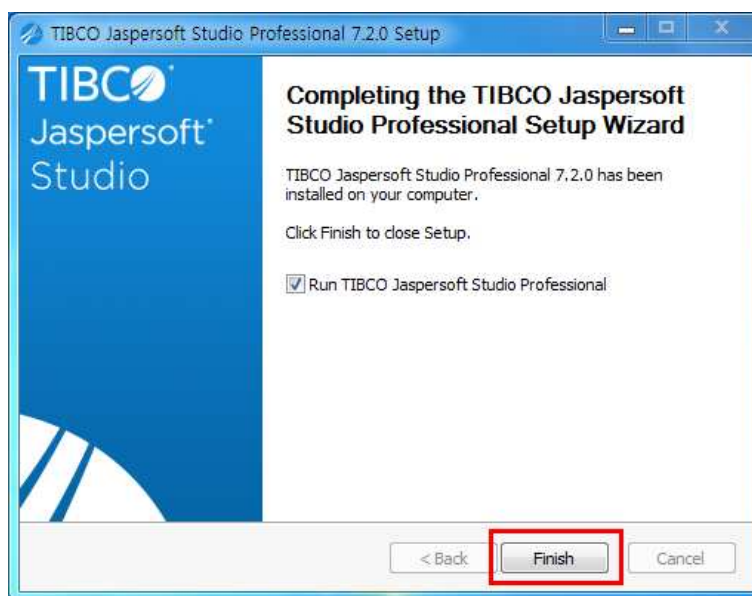 TIBCO Jaspersoft Studio Professional 7.2.0 Setup
TIBCO
Jaspersoft
Studio
Completing the TIBCO Jaspersoft
Studio Professional Setup Wizard
TIBCO Jaspersoft Studio Professional 7.2.0 has been
installed on your computer.
Click Finish to close Setup.
Run TIBCO Jaspersoft Studio Professional
< Back
Finish
Cancel